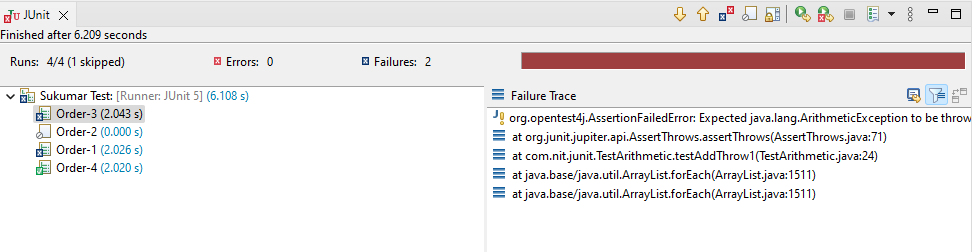 JUnit
Finished after 6.209 seconds
Runs: 4/4 (1 skipped) Errors: 0 Failures: 2
Sukumar Test: [Runner: JUnit 5] (6.108 s)
Order-3 (2.043 s)
Order-2 (0.000 s)
Order-1 (2.026 s)
Order-4 (2.020 s)
Failure Trace
org.opentest4j.AssertionFailedError: Expected java.lang.ArithmeticException to be throw
at org.junit.jupiter.api.AssertThrows.assertThrows(AssertThrows.java:71)
at com.nit.junit.TestArithmetic.testAddThrow1(TestArithmetic.java:24)
at java.base/java.util.ArrayList.forEach(ArrayList.java:1511)
at java.base/java.util.ArrayList.forEach(ArrayList.java:1511)